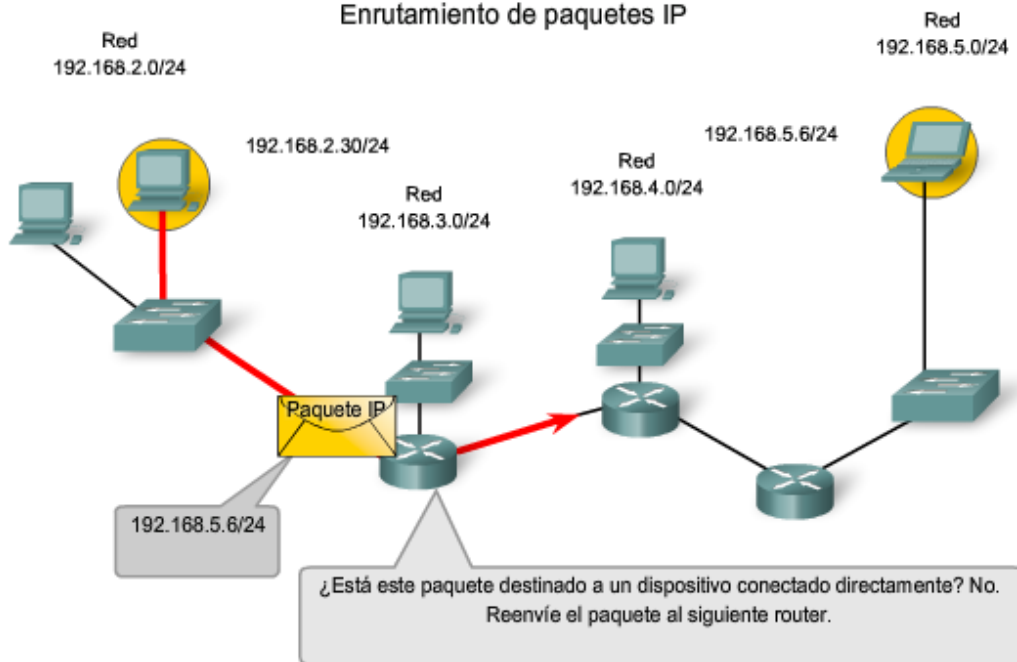 Enrutamiento de paquetes IP
Red
192.168.2.0/24
Red
192.168.5.0/24
192.168.2.30/24
192.168.5.6/24
Red
192.168.3.0/24
Red
192.168.4.0/24
Paquete IP
192.168.5.6/24
¿Está este paquete destinado a un dispositivo conectado directamente? No.
Reenvíe el paquete al siguiente router.